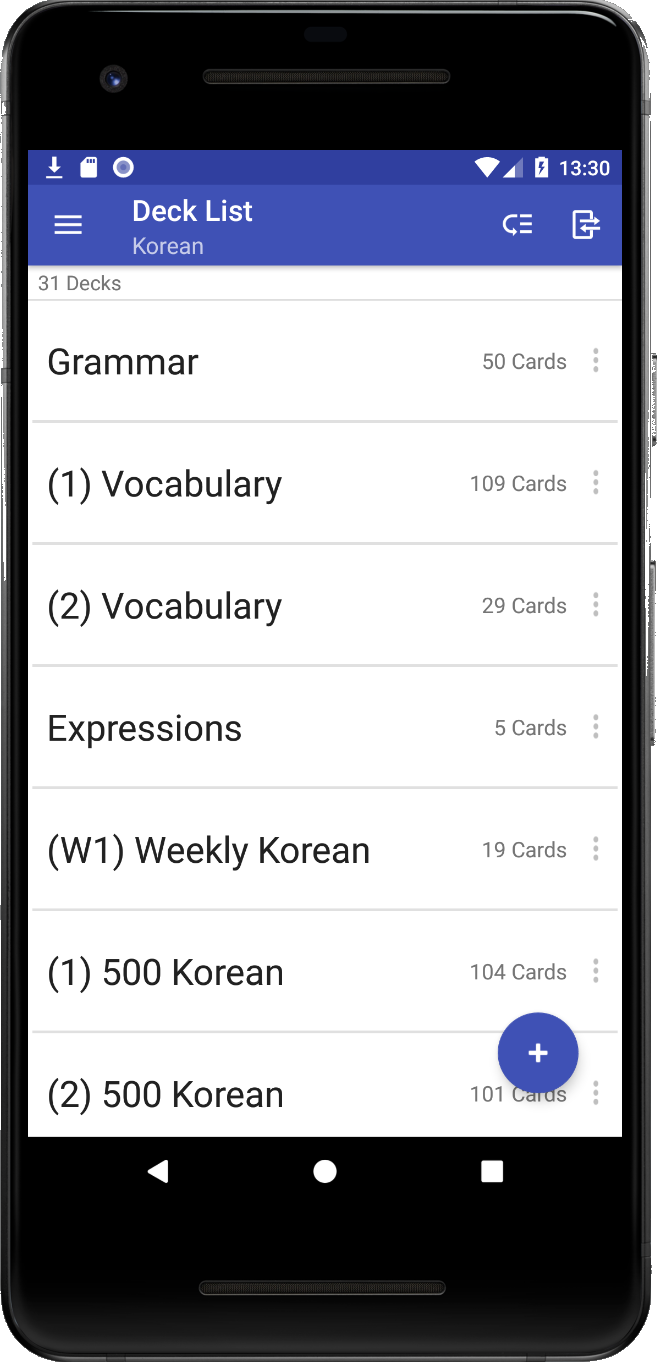 13:30
Deck List
Korean
31 Decks
Grammar 50 Cards
(1) Vocabulary 109 Cards
(2) Vocabulary 29 Cards
Expressions 5 Cards
(W1) Weekly Korean 19 Cards
(1) 500 Korean 104 Cards
(2) 500 Korean 101 Cards